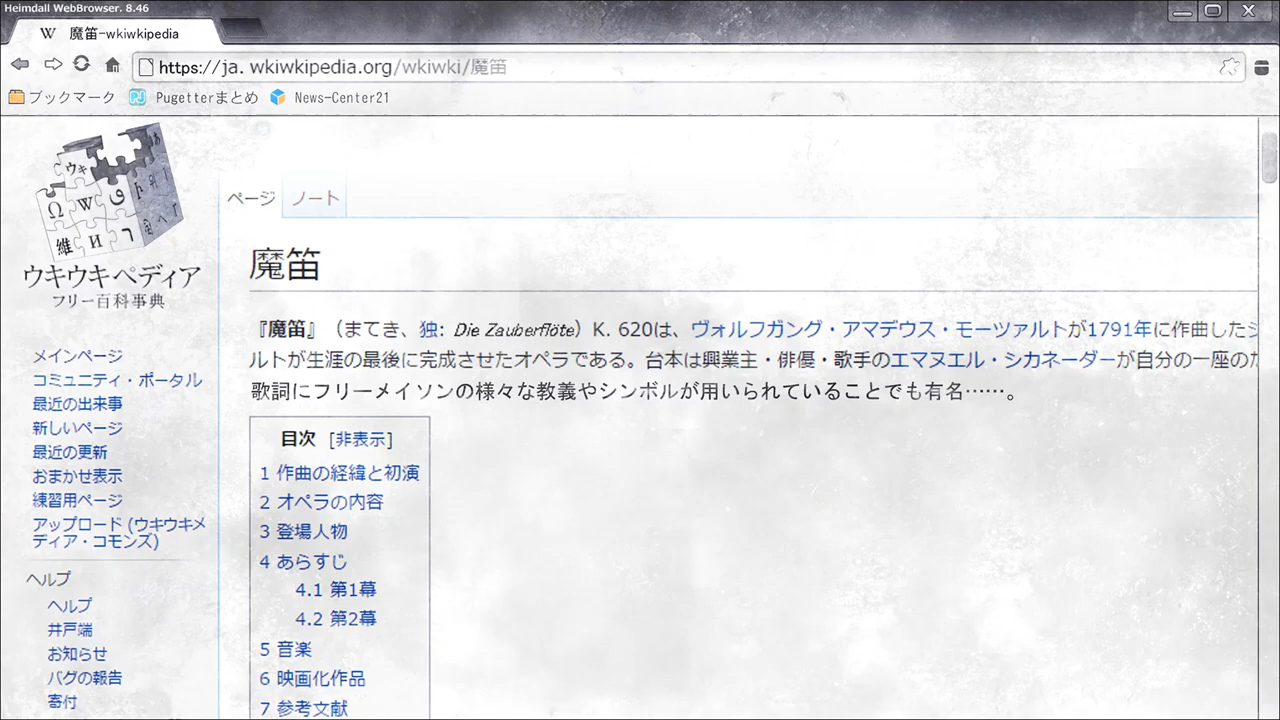 Heimdall WebBrowser. 8.46
W 魔笛-wkiwkipedia
https://ja. wkiwkipedia.org/wkiwki/魔笛
ブックマーク Pugetterまとめ News-Center21
ウキ
Ω W
維 И
ウキウキペディア
フリー百科事典
ページ ノート
魔笛
『魔笛』（まてき、独: Die Zauberflöte）K. 620は、ヴォルフガング・アマデウス・モーツァルトが1791年に作曲したジ
ルトが生涯の最後に完成させたオペラである。台本は興業主・俳優・歌手のエマヌエル・シカネーダーが自分の一座のた
歌詞にフリーメイソンの様々な教義やシンボルが用いられていることでも有名……。
メインページ
コミュニティ・ポータル
最近の出来事
新しいページ
最近の更新
おまかせ表示
練習用ページ
アップロード (ウキウキメ
ディア・コモンズ)
ヘルプ
ヘルプ
井戸端
お知らせ
バグの報告
寄付
目次 [非表示]
1 作曲の経緯と初演
2 オペラの内容
3 登場人物
4 あらすじ
4.1 第1幕
4.2 第2幕
5 音楽
6 映画化作品
7 参考文献